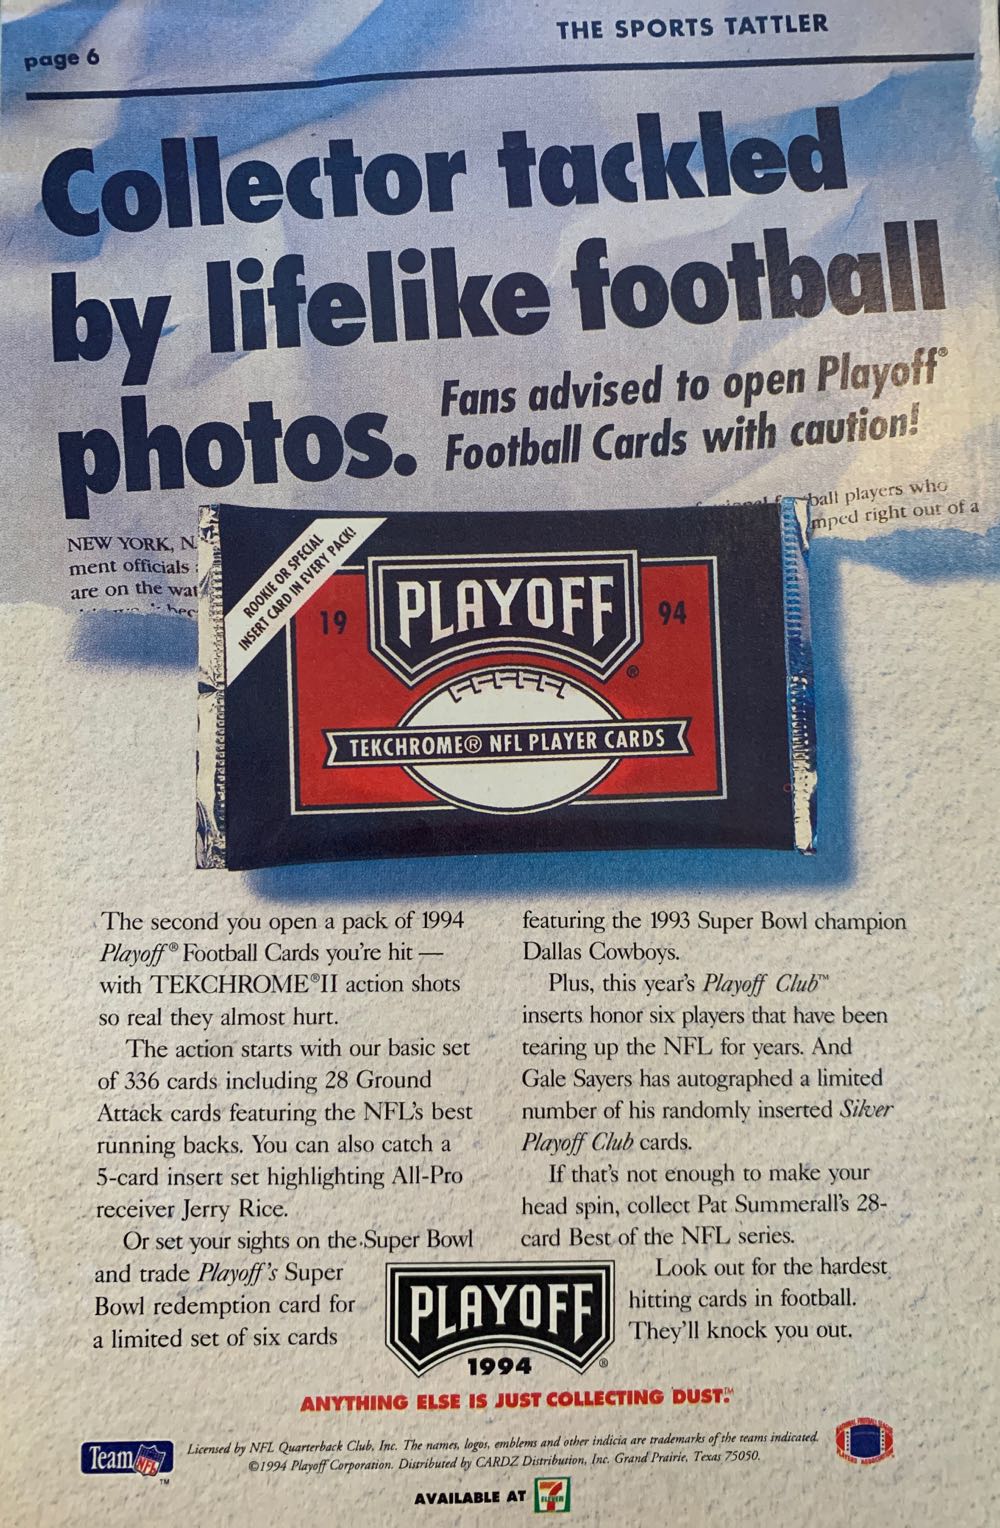 THE SPORTS TATTLER
page 6
Collector tackled
by lifelike football
photos.
Fans advised to open Playoff®
Football Cards with caution!
ball players who
mped right out of a
NEW YORK, N.
ment officials
are on the wat
ROOKIE OR SPECIAL
INSERT CARD IN EVERY PACK!
19 PLAYOFF 94
®
TEKCHROME® NFL PLAYER CARDS
The second you open a pack of 1994
Playoff® Football Cards you're hit —
with TEKCHROME®II action shots
so real they almost hurt.
The action starts with our basic set
of 336 cards including 28 Ground
Attack cards featuring the NFL's best
running backs. You can also catch a
5-card insert set highlighting All-Pro
receiver Jerry Rice.
Or set your sights on the Super Bowl
and trade Playoff's Super
Bowl redemption card for
a limited set of six cards
featuring the 1993 Super Bowl champion
Dallas Cowboys.
Plus, this year's Playoff Club™
inserts honor six players that have been
tearing up the NFL for years. And
Gale Sayers has autographed a limited
number of his randomly inserted Silver
Playoff Club cards.
If that's not enough to make your
head spin, collect Pat Summerall's 28-
card Best of the NFL series.
Look out for the hardest
hitting cards in football.
They'll knock you out.
PLAYOFF
1994 ®
ANYTHING ELSE IS JUST COLLECTING DUST.™
Team NFL
TM
Licensed by NFL Quarterback Club, Inc. The names, logos, emblems and other indicia are trademarks of the teams indicated.
©1994 Playoff Corporation. Distributed by CARDZ Distribution, Inc. Grand Prairie, Texas 75050.
AVAILABLE AT 7 ELEVEN